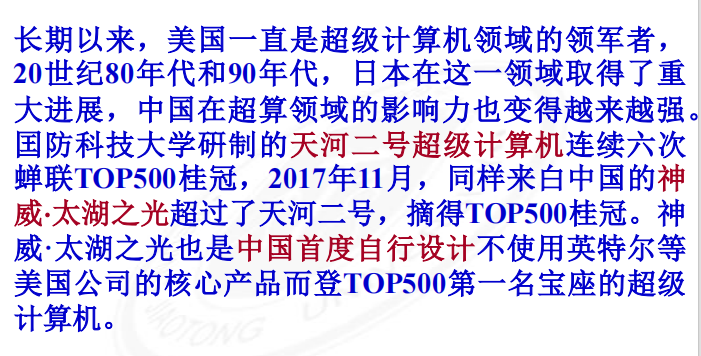 长期以来，美国一直是超级计算机领域的领军者，
20世纪80年代和90年代，日本在这一领域取得了重
大进展，中国在超算领域的影响力也变得越来越强。
国防科技大学研制的天河二号超级计算机连续六次
蝉联TOP500桂冠，2017年11月，同样来白中国的神
威·太湖之光超过了天河二号，摘得TOP500桂冠。神
威·太湖之光也是中国首度自行设计不使用英特尔等
美国公司的核心产品而登TOP500第一名宝座的超级
计算机。